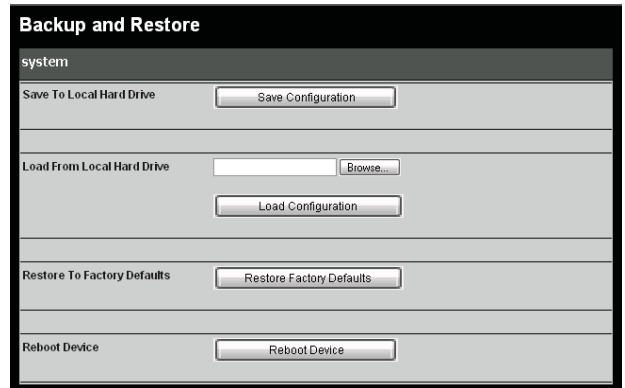 Backup and Restore
system
Save To Local Hard Drive
Save Configuration
Load From Local Hard Drive
Browse...
Load Configuration
Restore To Factory Defaults
Restore Factory Defaults
Reboot Device
Reboot Device